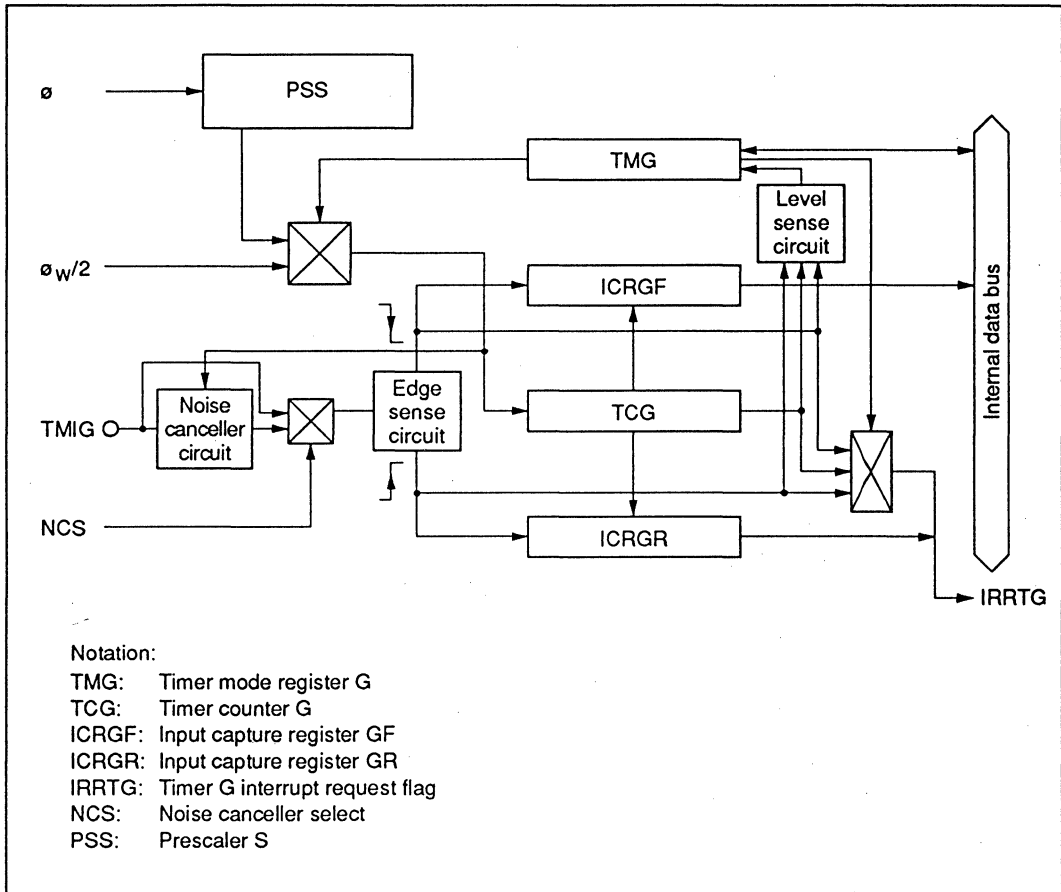 ø
PSS
TMG
Level
sense
circuit
øW/2
ICRGF
Internal data bus
TMIG
Noise
canceller
circuit
Edge
sense
circuit
TCG
NCS
ICRGR
IRRTG
Notation:
TMG: Timer mode register G
TCG: Timer counter G
ICRGF: Input capture register GF
ICRGR: Input capture register GR
IRRTG: Timer G interrupt request flag
NCS: Noise canceller select
PSS: Prescaler S